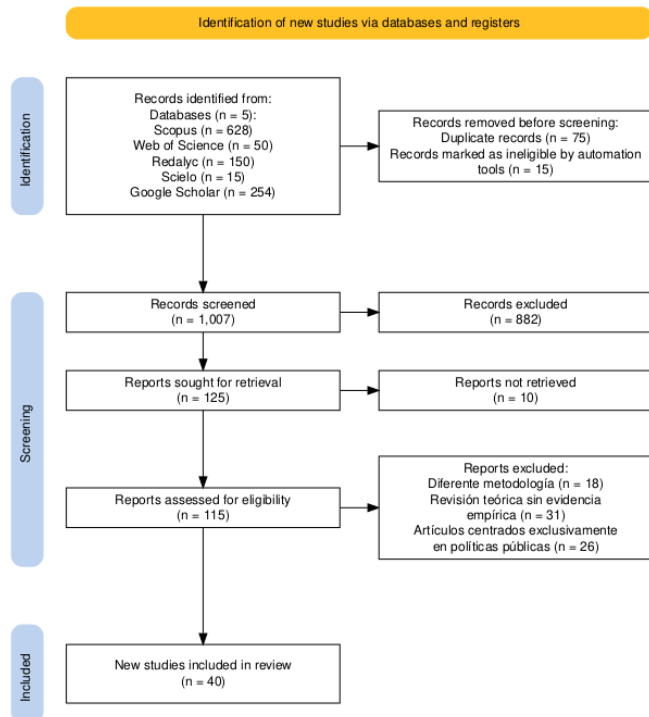 Identification of new studies via databases and registers
Identification
Records identified from:
Databases (n = 5):
Scopus = 628
Web of Science = 50
Redalyc = 150
Scielo = 15
Google Scholar = 254
Records removed before screening:
Duplicate records (n = 75)
Records marked as ineligible by automation
tools (n = 15)
Screening
Records screened
(n = 1,007)
Records excluded
(n = 882)
Reports sought for retrieval
(n = 125)
Reports not retrieved
(n = 10)
Reports assessed for eligibility
(n = 115)
Reports excluded:
Diferente metodología (n = 18)
Revisión teórica sin evidencia
empírica (n = 31)
Artículos centrados exclusivamente
en políticas públicas (n = 26)
Included
New studies included in review
(n = 40)